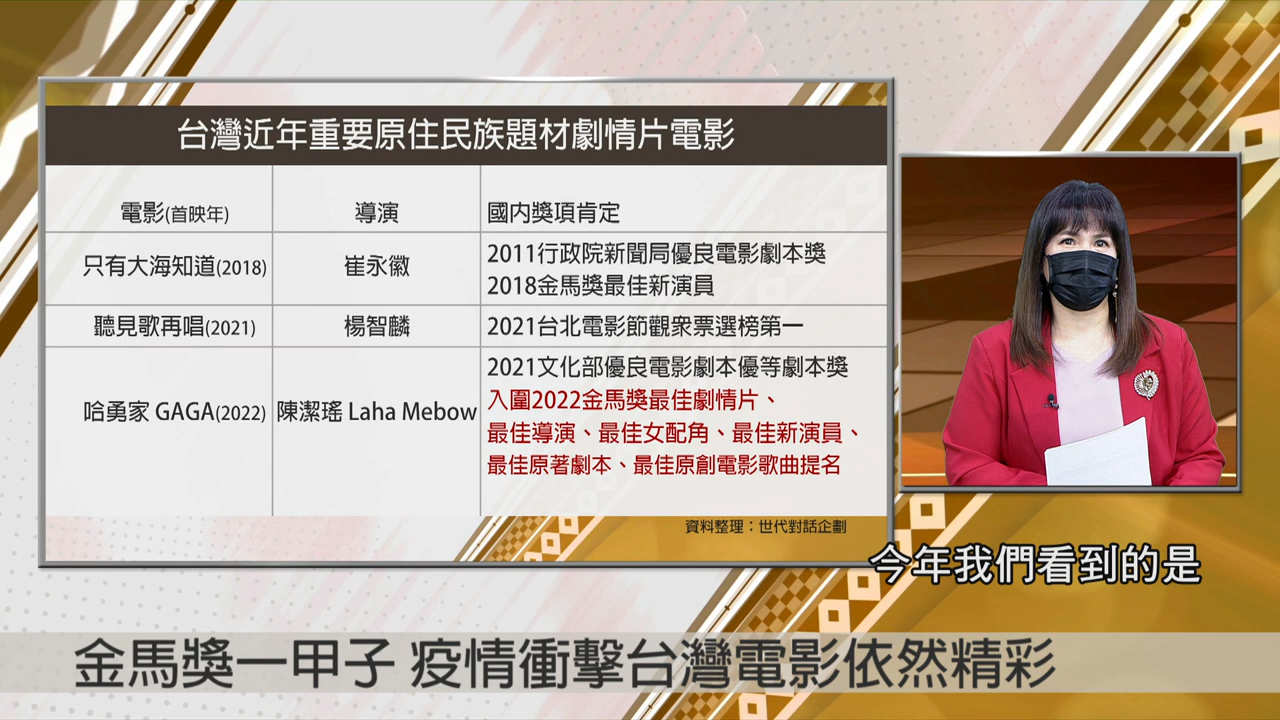 台灣近年重要原住民族題材劇情片電影
電影(首映年) 導演 國內獎項肯定
只有大海知道(2018) 崔永徽 2011行政院新聞局優良電影劇本獎
2018金馬獎最佳新演員
聽見歌再唱(2021) 楊智麟 2021台北電影節觀眾票選榜第一
哈勇家 GAGA(2022) 陳潔瑤 Laha Mebow 2021文化部優良電影劇本優等劇本獎
入圍2022金馬獎最佳劇情片、
最佳導演、最佳女配角、最佳新演員、
最佳原著劇本、最佳原創電影歌曲提名
資料整理：世代對話企劃
今年我們看到的是
金馬獎一甲子 疫情衝擊台灣電影依然精彩